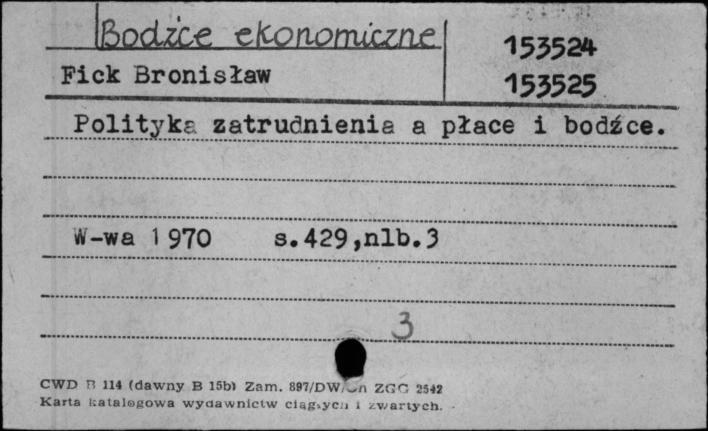 Bodźce ekonomiczne
153524
Fick Bronisław
153525
Polityka zatrudnienia a płace i bodźce.
W-wa 1970 s.429,nlb.3
3
CWD B 114 (dawny B 15b) Zam. 897/DW/Cn ZGG 2542
Karta katalogowa wydawnictw ciągłych i zwartych.